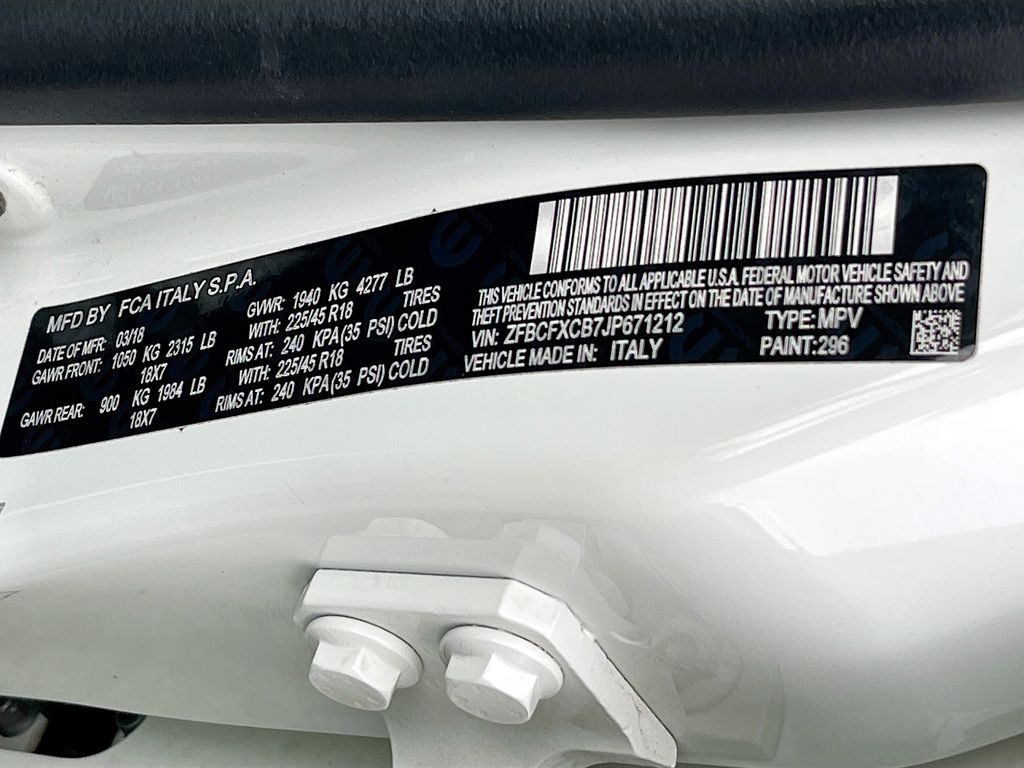 MFD BY FCA ITALY S.P.A.
DATE OF MFR: 03/18 GVWR: 1940 KG 4277 LB
GAWR FRONT: 1050 KG 2315 LB WITH: 225/45 R18 TIRES
18X7 RIMS AT: 240 KPA(35 PSI) COLD
GAWR REAR: 900 KG 1984 LB WITH: 225/45 R18 TIRES
18X7 RIMS AT: 240 KPA(35 PSI) COLD
THIS VEHICLE CONFORMS TO ALL APPLICABLE U.S.A. FEDERAL MOTOR VEHICLE SAFETY AND
THEFT PREVENTION STANDARDS IN EFFECT ON THE DATE OF MANUFACTURE SHOWN ABOVE
VIN: ZFBCFXCB7JP671212 TYPE: MPV
VEHICLE MADE IN: ITALY PAINT: 296